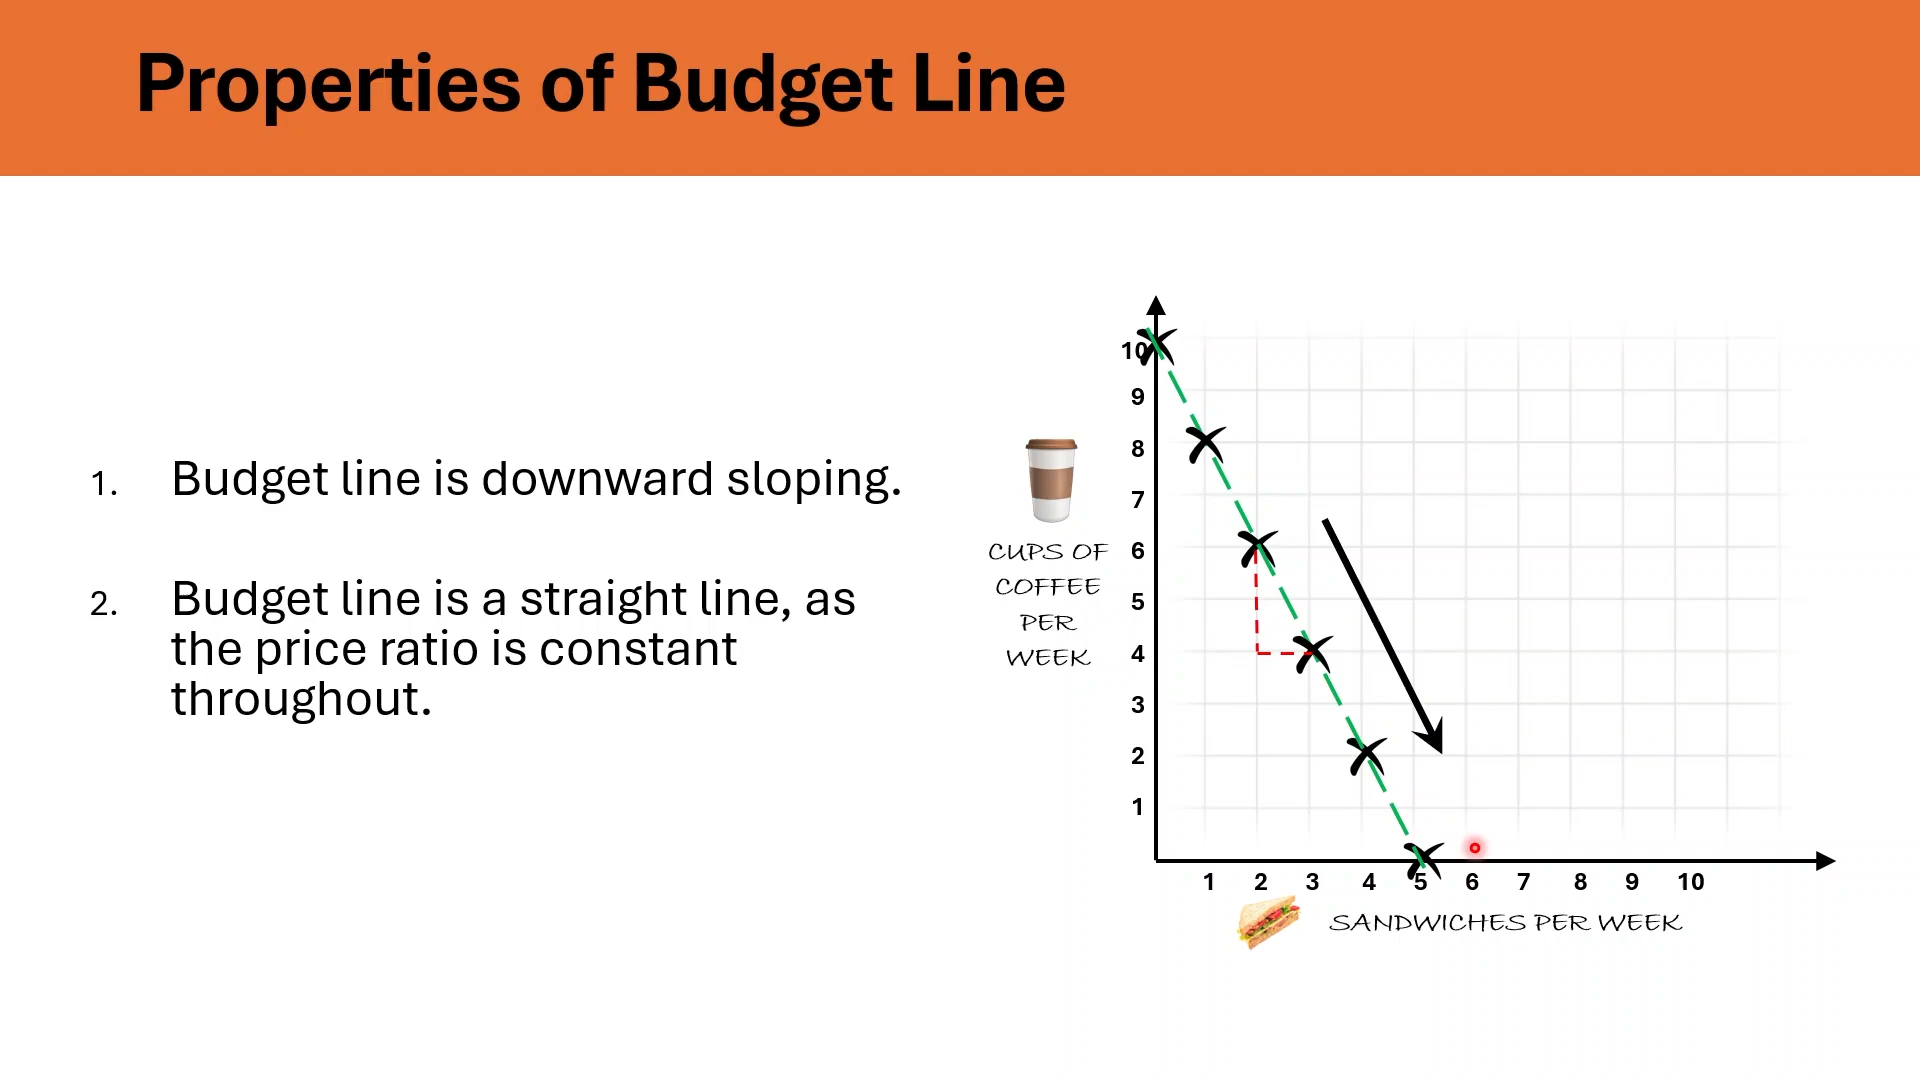 Properties of Budget Line
1. Budget line is downward sloping.
2. Budget line is a straight line, as
the price ratio is constant
throughout.
CUPS OF
COFFEE
PER
WEEK
10
9
8
7
6
5
4
3
2
1
1 2 3 4 5 6 7 8 9 10
SANDWICHES PER WEEK